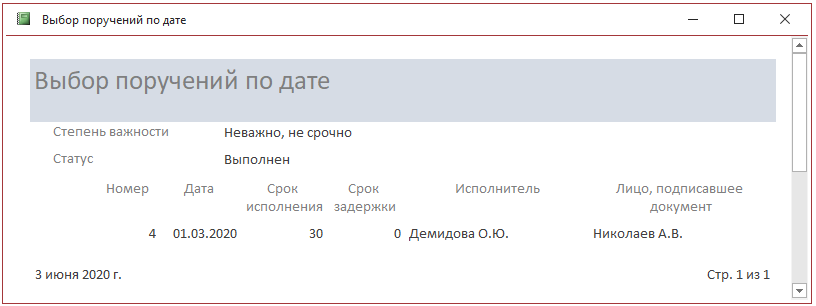 Выбор поручений по дате
Выбор поручений по дате
Степень важности Неважно, не срочно
Статус Выполнен
Номер Дата Срок исполнения Срок задержки Исполнитель Лицо, подписавшее документ
4 01.03.2020 30 0 Демидова О.Ю. Николаев А.В.
3 июня 2020 г. Стр. 1 из 1